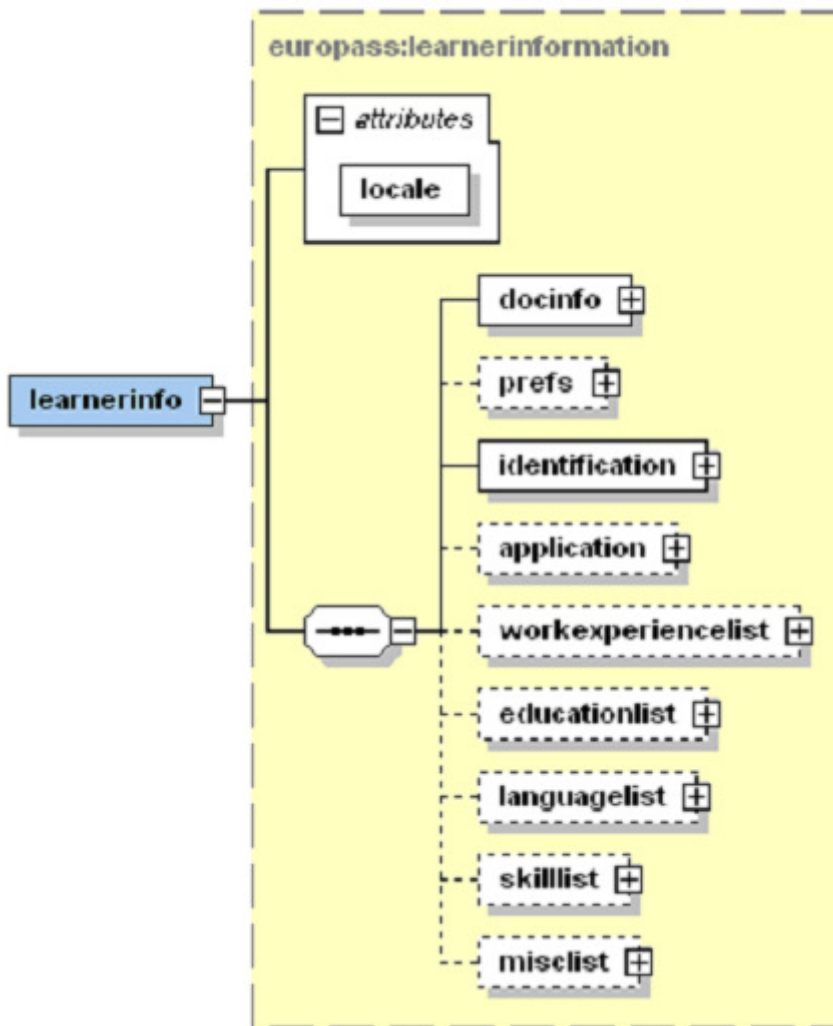 europass:learnerinformation
attributes
locale
docinfo
prefs
learnerinfo
identification
application
workexperiencelist
educationlist
languagelist
skilllist
misclist